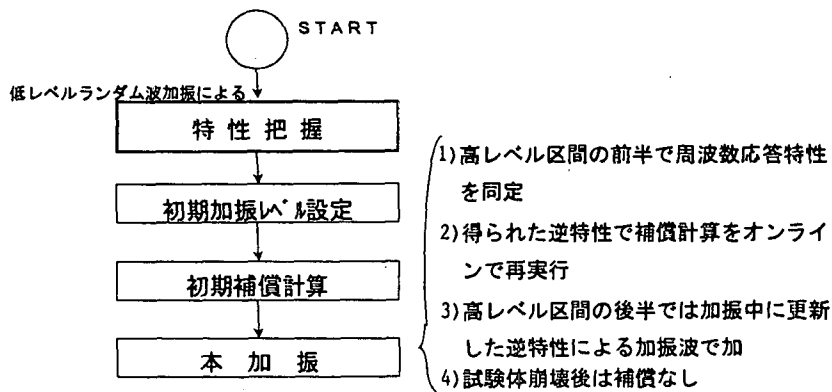 START
低レベルランダム波加振による
特性把握
初期加振レベル設定
初期補償計算
本加振
1)高レベル区間の前半で周波数応答特性
を同定
2)得られた逆特性で補償計算をオンライ
ンで再実行
3)高レベル区間の後半では加振中に更新
した逆特性による加振波で加
4)試験体崩壊後は補償なし